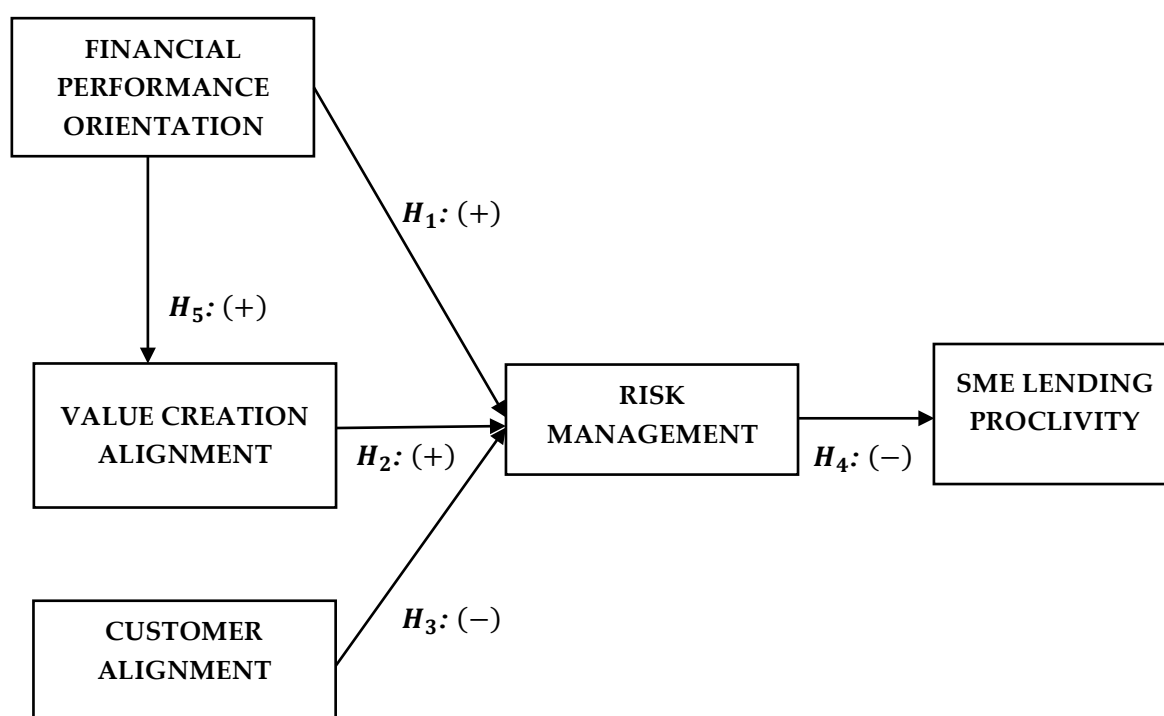 FINANCIAL
PERFORMANCE
ORIENTATION
H₁: (+)
H₅: (+)
VALUE CREATION
ALIGNMENT
H₂: (+)
RISK
MANAGEMENT
H₄: (−)
SME LENDING
PROCLIVITY
H₃: (−)
CUSTOMER
ALIGNMENT